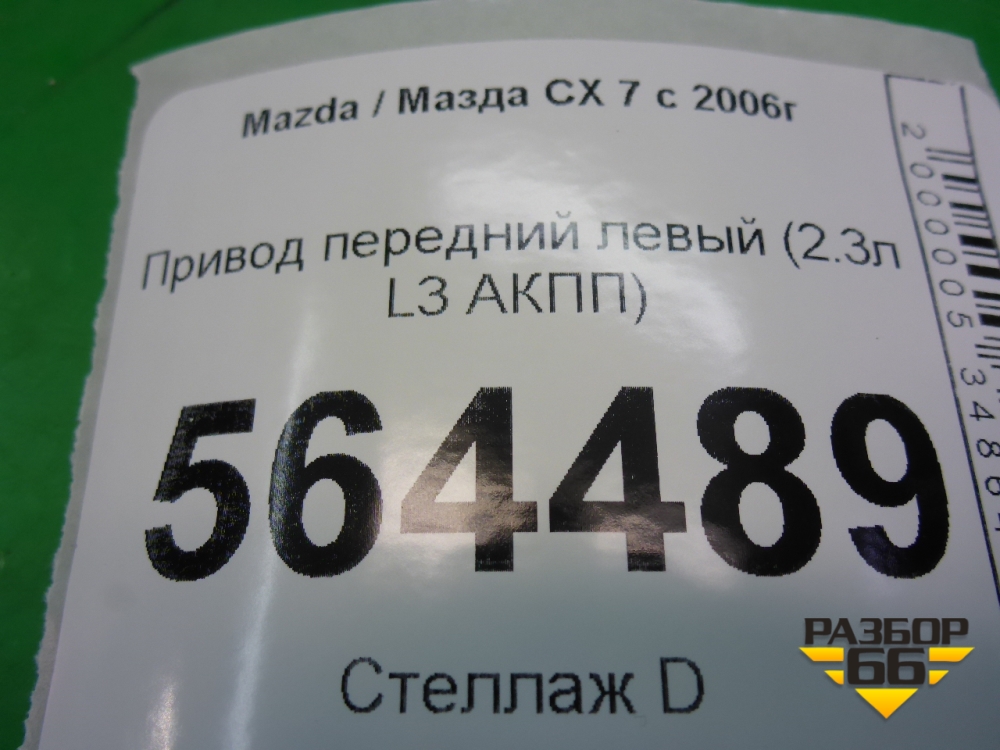 Mazda / Мазда CX 7 с 2006г
Привод передний левый (2.3л
L3 АКПП)
564489
Стеллаж D
РАЗБОР
66